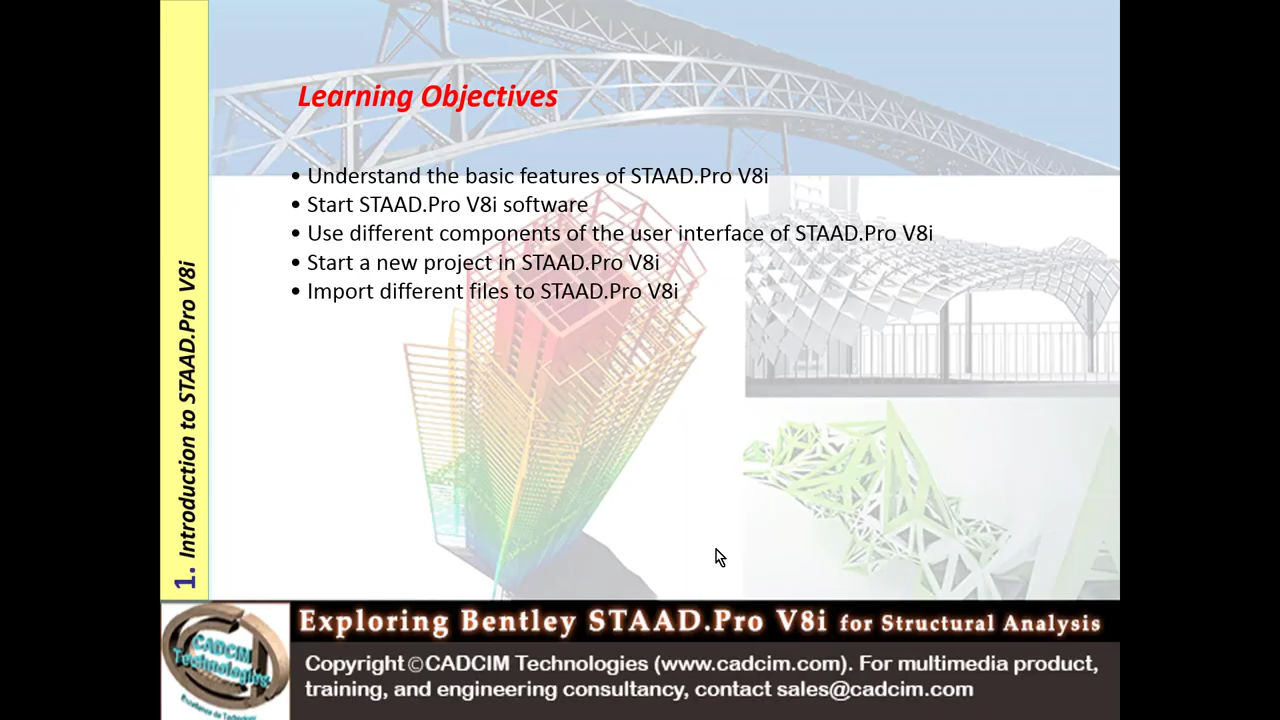 Learning Objectives
• Understand the basic features of STAAD.Pro V8i
• Start STAAD.Pro V8i software
• Use different components of the user interface of STAAD.Pro V8i
• Start a new project in STAAD.Pro V8i
• Import different files to STAAD.Pro V8i
1. Introduction to STAAD.Pro V8i
CADCIM
Technologies
Exploring Bentley STAAD.Pro V8i for Structural Analysis
Copyright©CADCIM Technologies (www.cadcim.com). For multimedia product,
training, and engineering consultancy, contact sales@cadcim.com